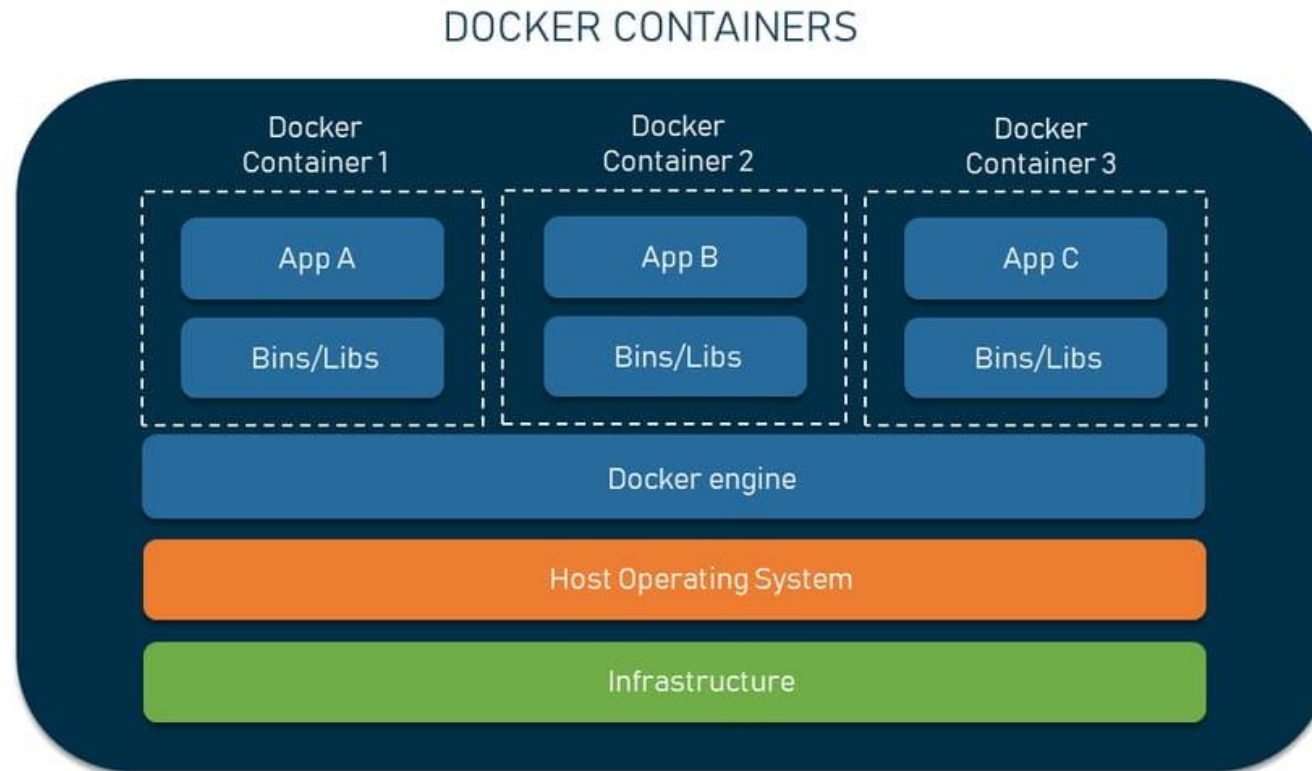 DOCKER CONTAINERS
Docker
Container 1
Docker
Container 2
Docker
Container 3
App A
App B
App C
Bins/Libs
Bins/Libs
Bins/Libs
Docker engine
Host Operating System
Infrastructure